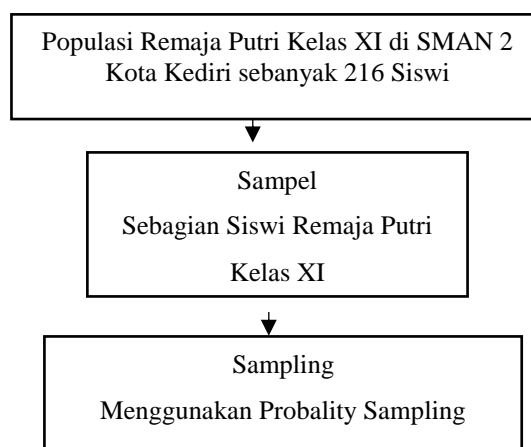 Populasi Remaja Putri Kelas XI di SMAN 2
Kota Kediri sebanyak 216 Siswi
Sampel
Sebagian Siswi Remaja Putri
Kelas XI
Sampling
Menggunakan Probality Sampling